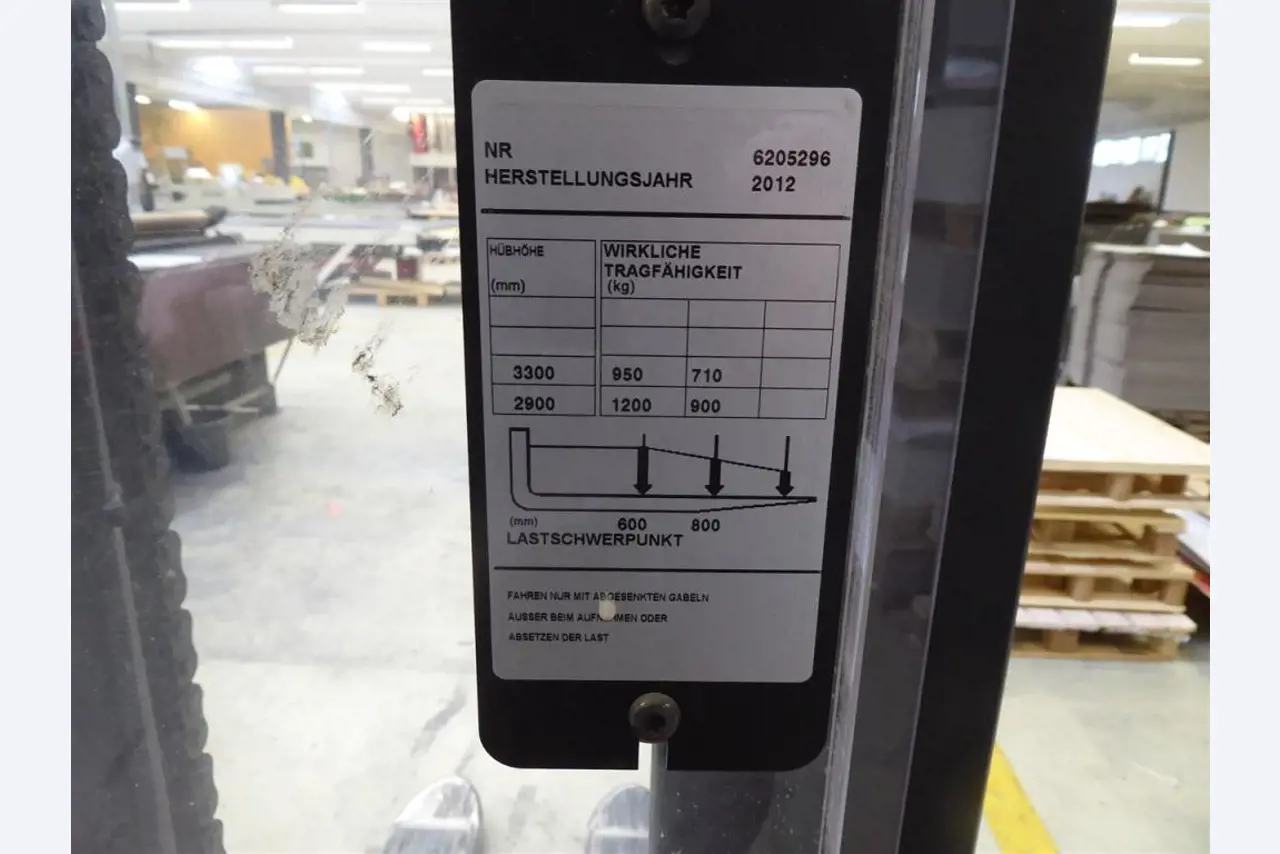 NR 6205296
HERSTELLUNGSJAHR 2012
HÜBHÖHE WIRKLICHE
TRAGFÄHIGKEIT
(mm) (kg)
3300 950 710
2900 1200 900
(mm) 600 800
LASTSCHWERPUNKT
FAHREN NUR MIT ABGESENKTEN GABELN
AUSSER BEIM AUFNEHMEN ODER
ABSETZEN DER LAST